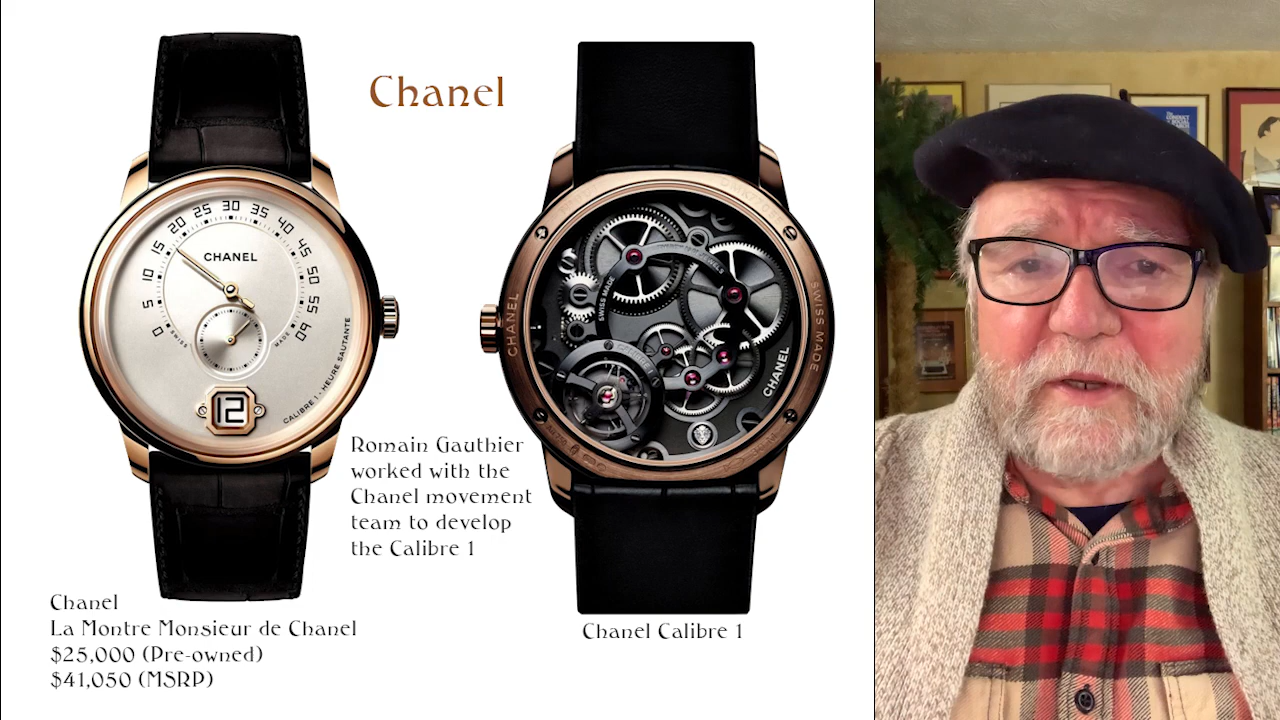 Chanel
CHANEL
0 5 10 15 20 25 30 35 40 45 50 55 60
SWISS MADE
12
CALIBRE 1 - HEURE SAUTANTE
CHANEL
SWISS MADE
SWISS MADE
CHANEL
Romain Gauthier
worked with the
Chanel movement
team to develop
the Calibre 1
Chanel
La Montre Monsieur de Chanel
$25,000 (Pre-owned)
$41,050 (MSRP)
Chanel Calibre 1